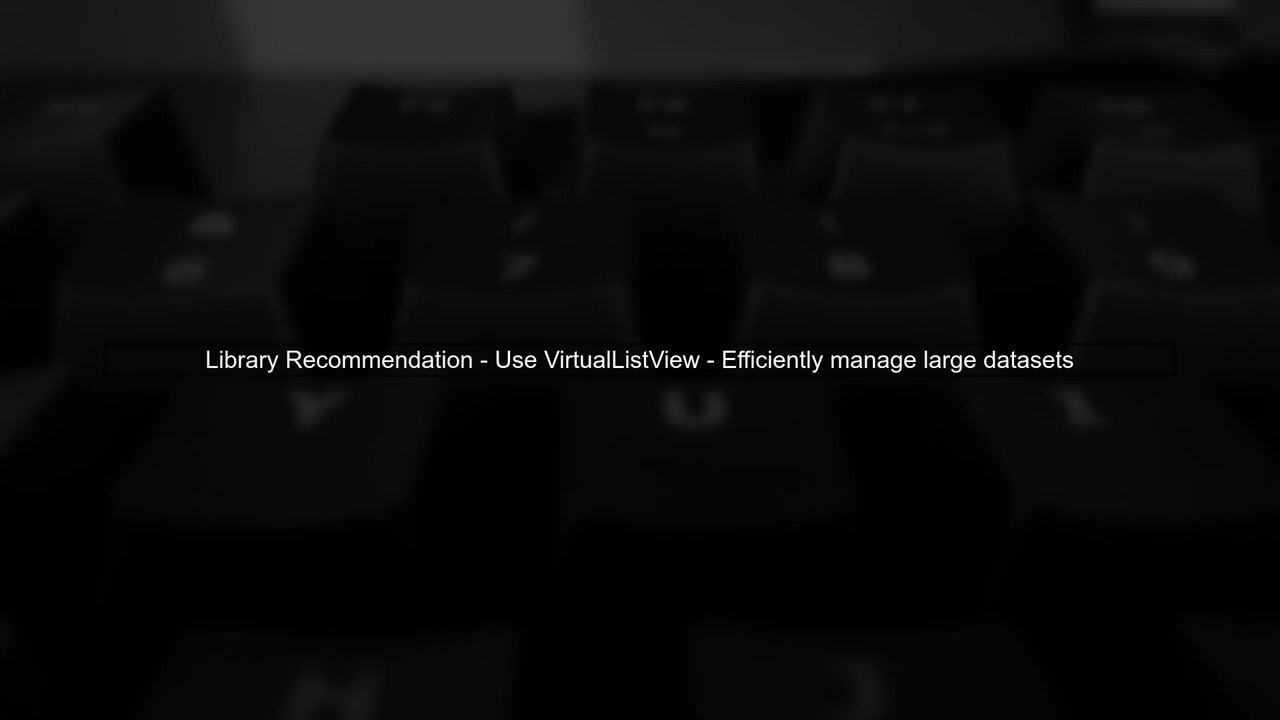 Library Recommendation - Use VirtualListView - Efficiently manage large datasets